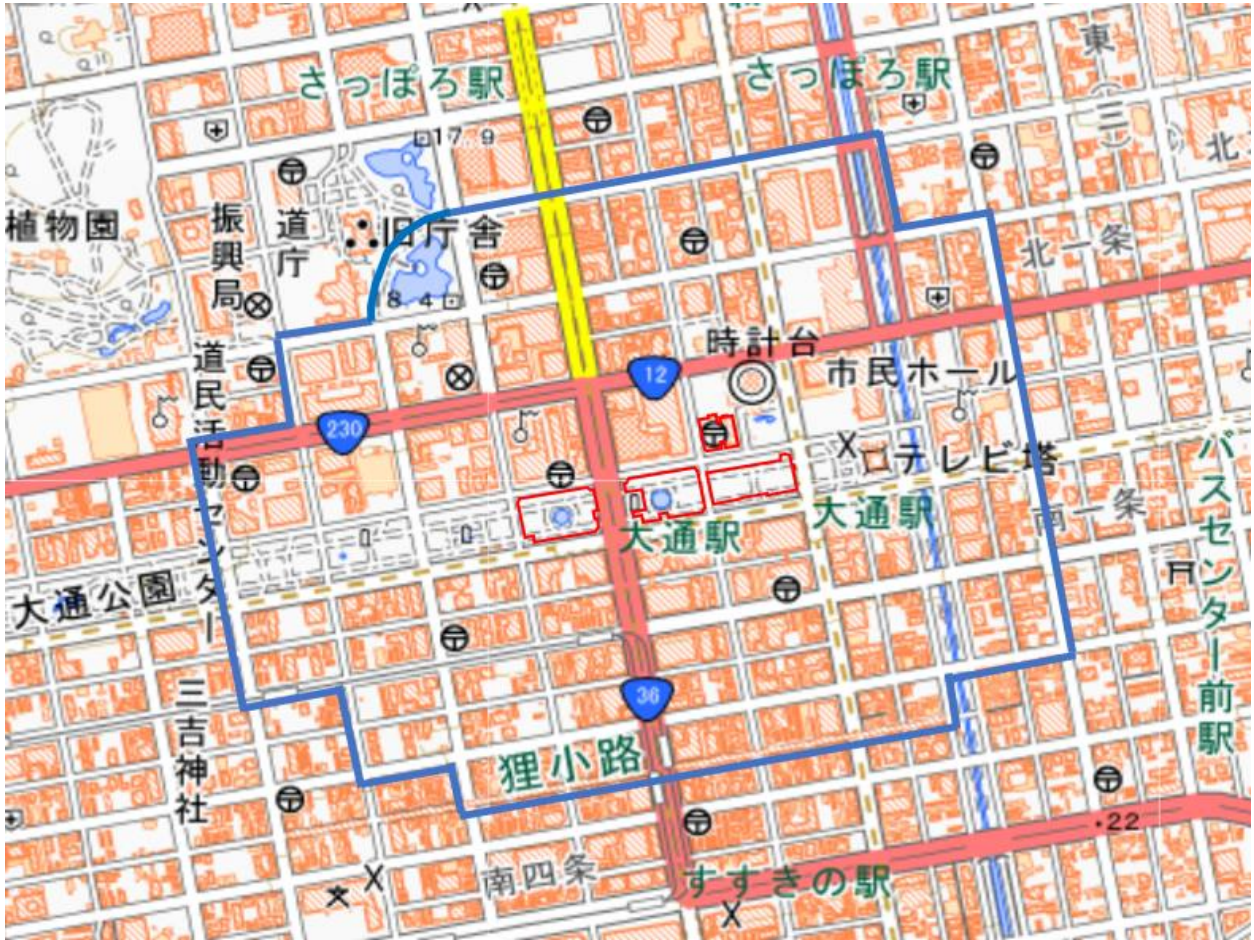 さっぽろ駅
さっぽろ駅
東(三)
17.9
北
植物園
振興局
道庁
旧庁舎
北一条
8.4
時計台
12
市民ホール
道民活動センター
230
テレビ塔
バスセンター前駅
大通駅
大通駅
南一条
大通公園
三吉神社
36
狸小路
22
南四条
すすきの駅